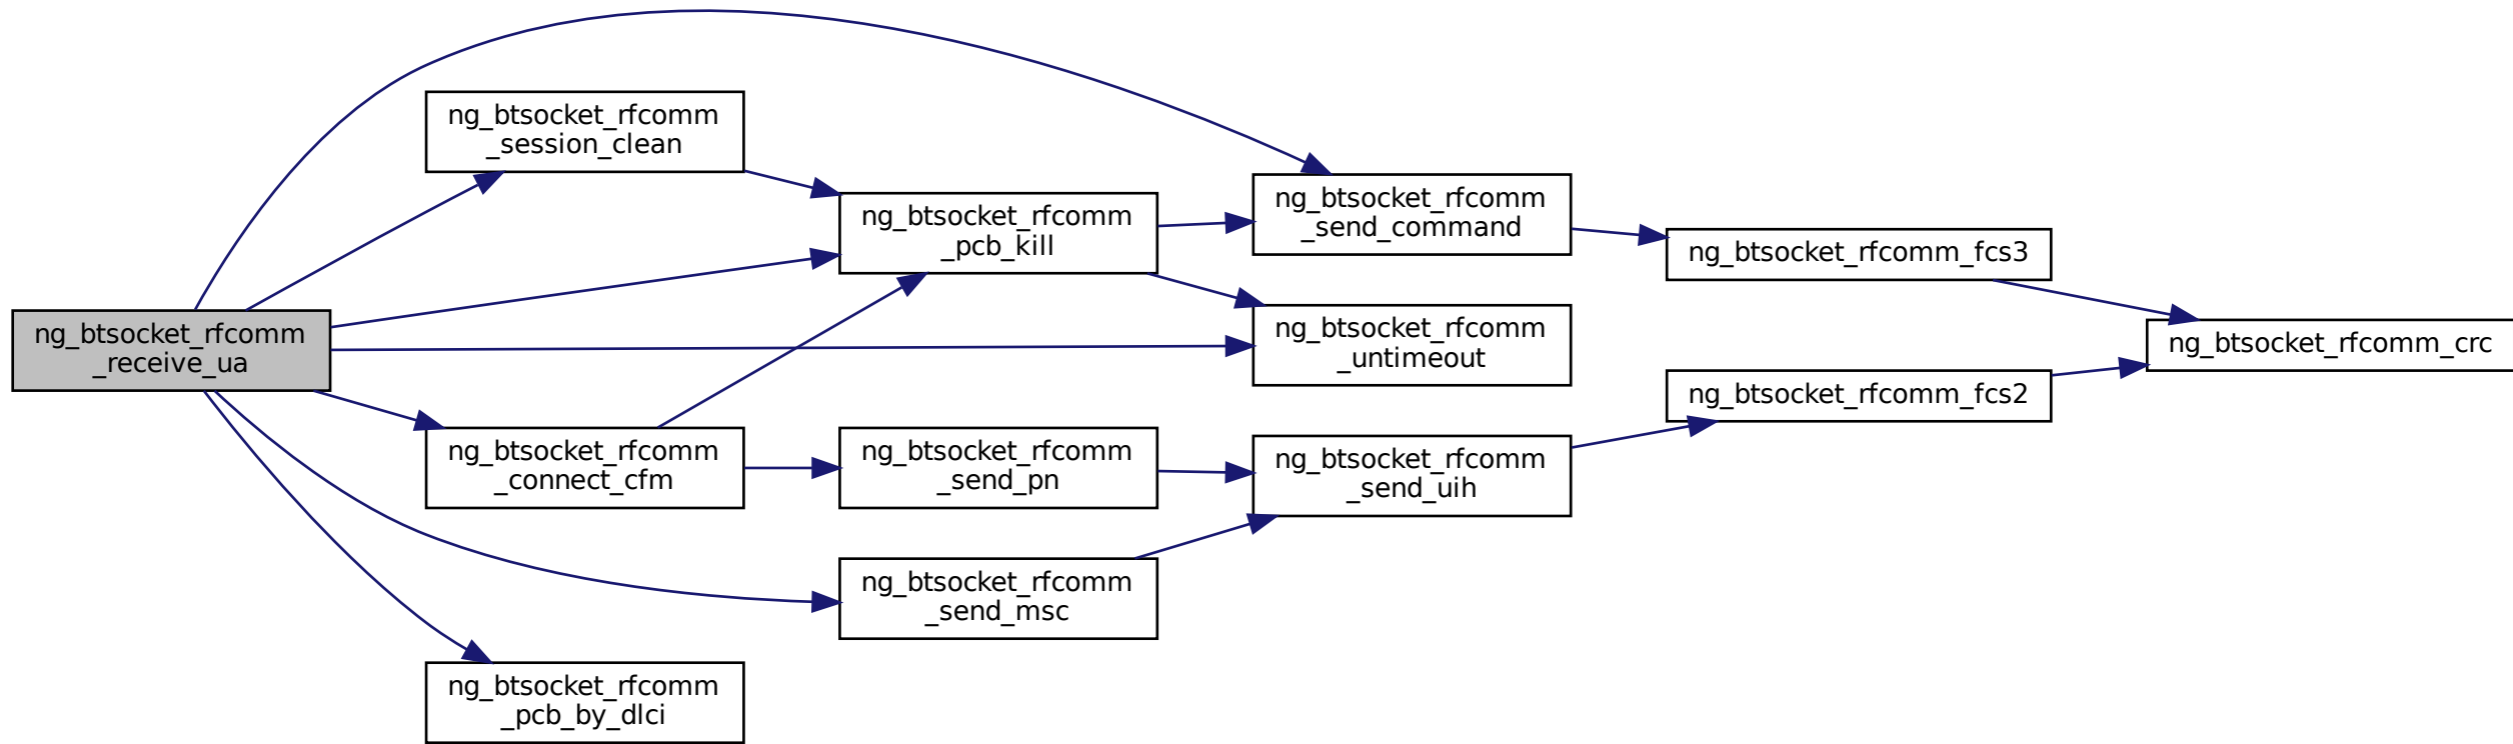 ng_btsocket_rfcomm
_receive_ua
ng_btsocket_rfcomm
_session_clean
ng_btsocket_rfcomm
_connect_cfm
ng_btsocket_rfcomm
_pcb_by_dlci
ng_btsocket_rfcomm
_pcb_kill
ng_btsocket_rfcomm
_send_pn
ng_btsocket_rfcomm
_send_msc
ng_btsocket_rfcomm
_send_command
ng_btsocket_rfcomm
_untimeout
ng_btsocket_rfcomm
_send_uih
ng_btsocket_rfcomm_fcs3
ng_btsocket_rfcomm_fcs2
ng_btsocket_rfcomm_crc